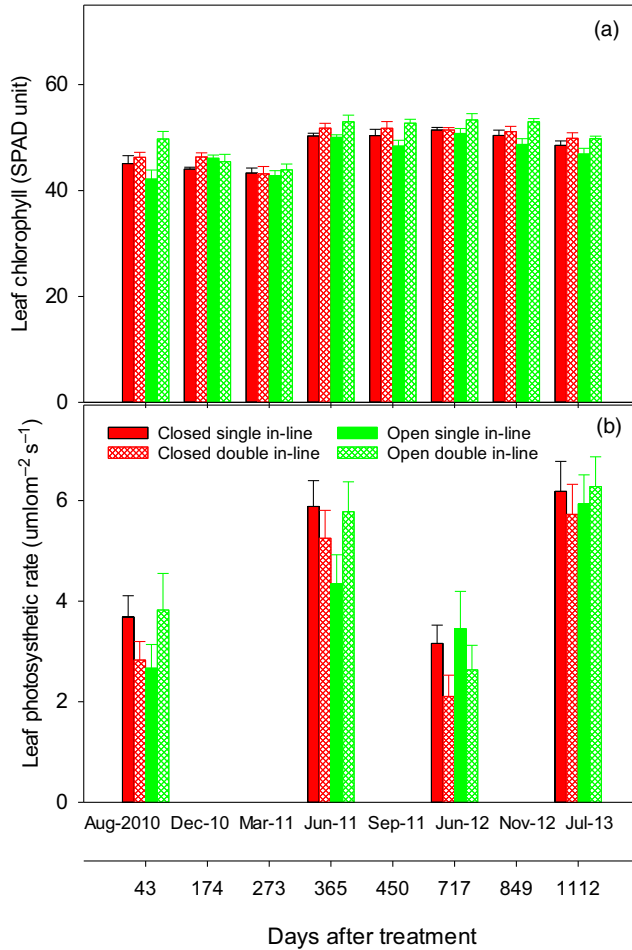 (a)
Leaf chlorophyll (SPAD unit)
60
40
20
0
(b)
Closed single in-line
Open single in-line
Closed double in-line
Open double in-line
Leaf photosysthetic rate (umlom⁻² s⁻¹)
6
4
2
0
Aug-2010 Dec-10 Mar-11 Jun-11 Sep-11 Jun-12 Nov-12 Jul-13
43 174 273 365 450 717 849 1112
Days after treatment